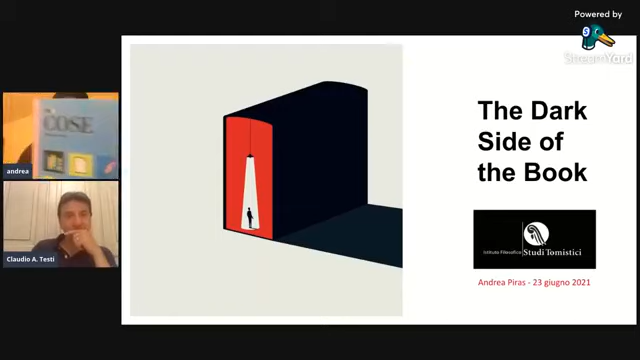 Powered by
StreamYard
COSE
andrea
Claudio A. Testi
The Dark
Side of
the Book
Istituto Filosofico Studi Tomistici
Andrea Piras - 23 giugno 2021